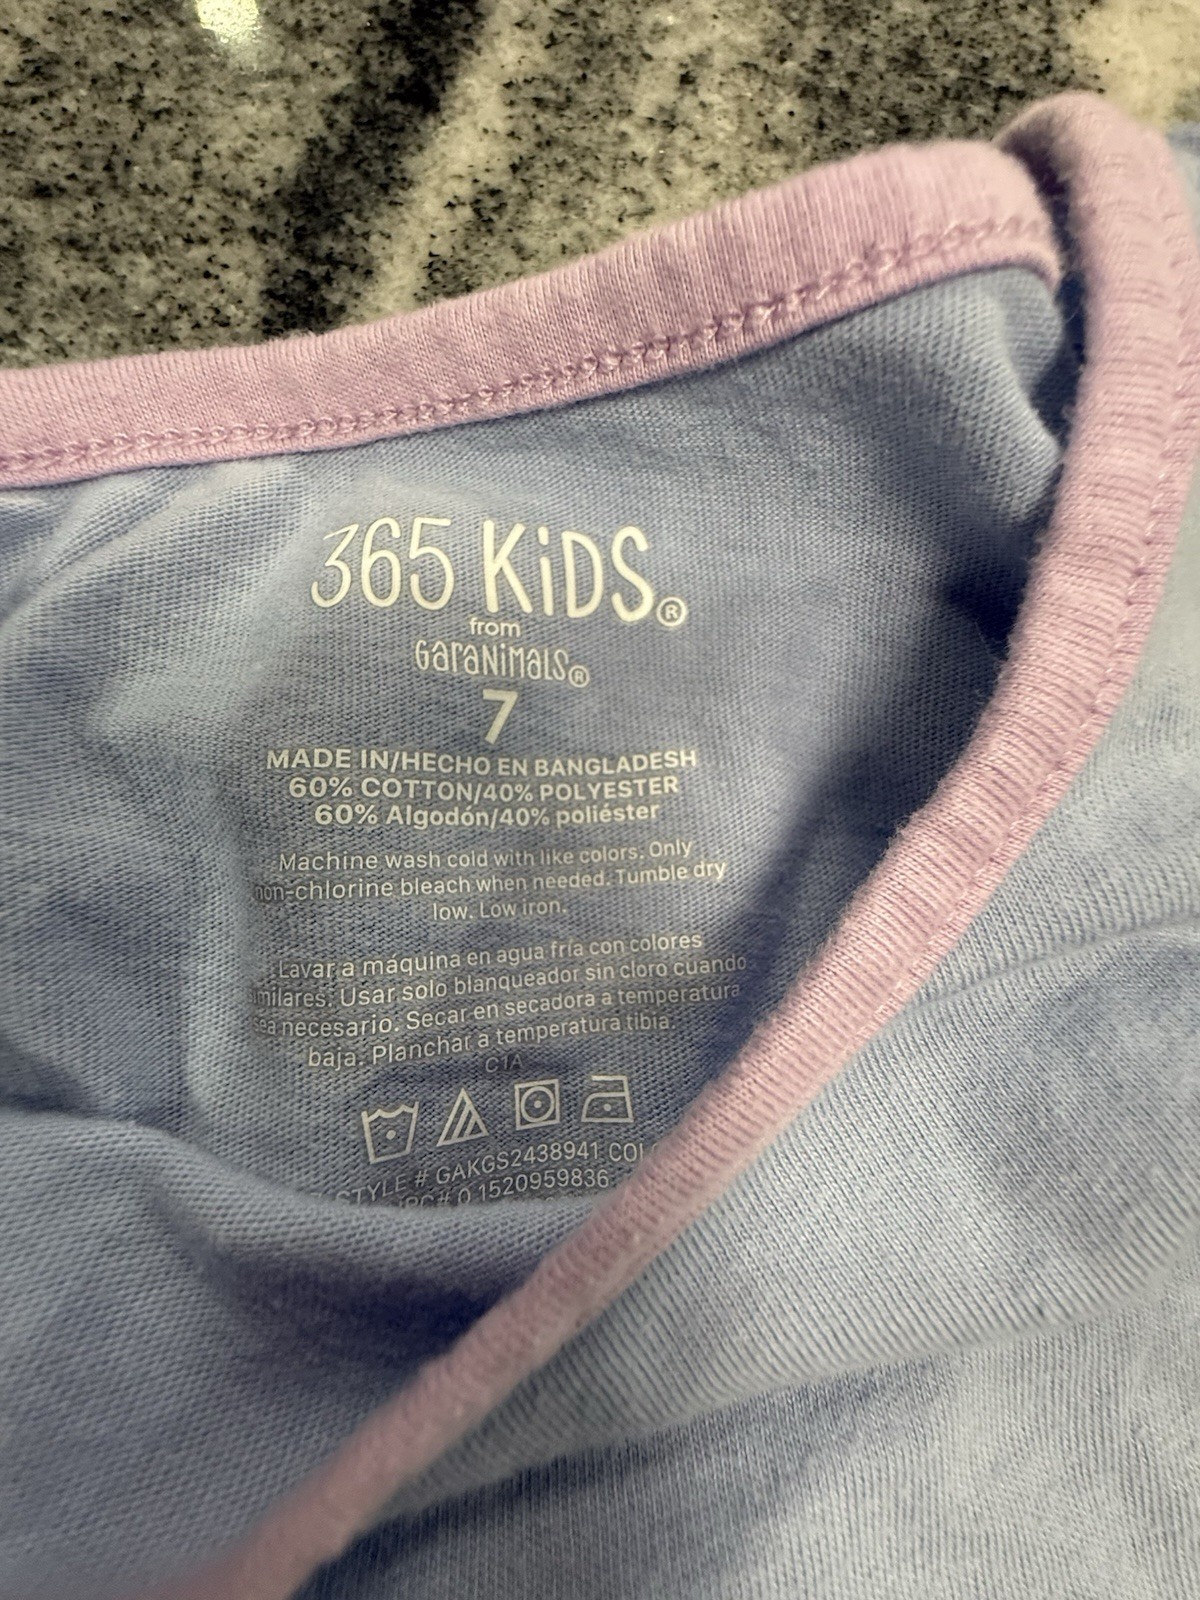 365 KiDS®
from
GaraNiMaLS®
7
MADE IN/HECHO EN BANGLADESH
60% COTTON/40% POLYESTER
60% Algodón/40% poliéster
Machine wash cold with like colors. Only
non-chlorine bleach when needed. Tumble dry
low. Low iron.
Lavar a máquina en agua fría con colores
similares. Usar solo blanqueador sin cloro cuando
sea necesario. Secar en secadora a temperatura
baja. Planchar a temperatura tibia.
C1A
STYLE # GAKGS2438941
1520959836